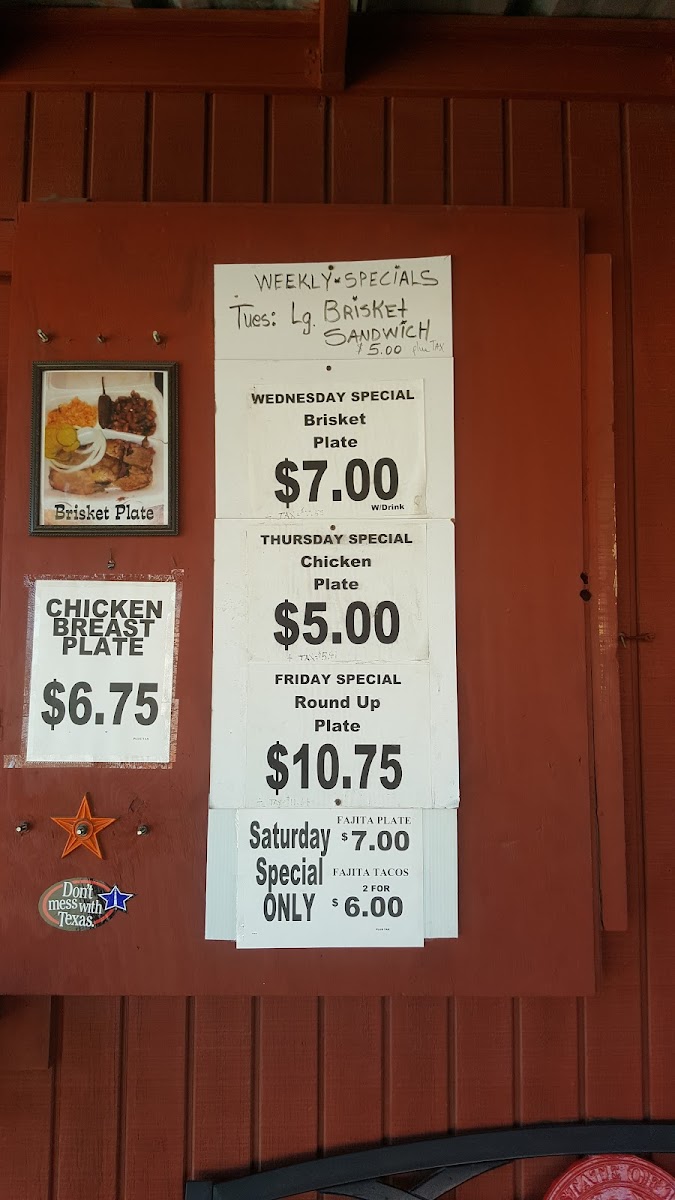 WEEKLY SPECIALS
Tues: Lg. BRISKET
SANDWICH
$5.00 plus TAX
WEDNESDAY SPECIAL
Brisket
Plate
$7.00
W/Drink
THURSDAY SPECIAL
Chicken
Plate
$5.00
FRIDAY SPECIAL
Round Up
Plate
$10.75
Saturday
Special
ONLY
FAJITA PLATE
$7.00
FAJITA TACOS
2 FOR
$6.00
Brisket Plate
CHICKEN
BREAST
PLATE
$6.75
Don't
mess with
Texas.